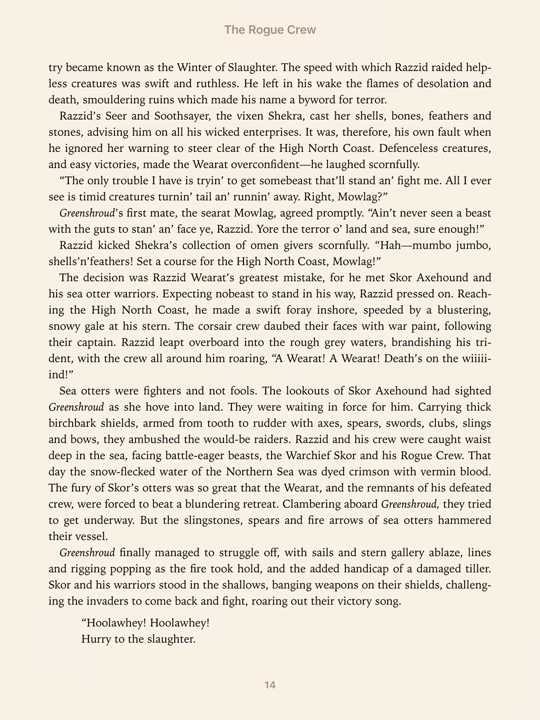 The Rogue Crew
try became known as the Winter of Slaughter. The speed with which Razzid raided help-
less creatures was swift and ruthless. He left in his wake the flames of desolation and
death, smouldering ruins which made his name a byword for terror.
Razzid’s Seer and Soothsayer, the vixen Shekra, cast her shells, bones, feathers and
stones, advising him on all his wicked enterprises. It was, therefore, his own fault when
he ignored her warning to steer clear of the High North Coast. Defenceless creatures,
and easy victories, made the Wearat overconfident—he laughed scornfully.
“The only trouble I have is tryin’ to get somebeast that’ll stand an’ fight me. All I ever
see is timid creatures turnin’ tail an’ runnin’ away. Right, Mowlag?”
Greenshroud’s first mate, the searat Mowlag, agreed promptly. “Ain’t never seen a beast
with the guts to stan’ an’ face ye, Razzid. Yore the terror o’ land and sea, sure enough!”
Razzid kicked Shekra’s collection of omen givers scornfully. “Hah—mumbo jumbo,
shells’n’feathers! Set a course for the High North Coast, Mowlag!”
The decision was Razzid Wearat’s greatest mistake, for he met Skor Axehound and
his sea otter warriors. Expecting nobeast to stand in his way, Razzid pressed on. Reach-
ing the High North Coast, he made a swift foray inshore, speeded by a blustering,
snowy gale at his stern. The corsair crew daubed their faces with war paint, following
their captain. Razzid leapt overboard into the rough grey waters, brandishing his tri-
dent, with the crew all around him roaring, “A Wearat! A Wearat! Death’s on the wiiiii-
ind!”
Sea otters were fighters and not fools. The lookouts of Skor Axehound had sighted
Greenshroud as she hove into land. They were waiting in force for him. Carrying thick
birchbark shields, armed from tooth to rudder with axes, spears, swords, clubs, slings
and bows, they ambushed the would-be raiders. Razzid and his crew were caught waist
deep in the sea, facing battle-eager beasts, the Warchief Skor and his Rogue Crew. That
day the snow-flecked water of the Northern Sea was dyed crimson with vermin blood.
The fury of Skor’s otters was so great that the Wearat, and the remnants of his defeated
crew, were forced to beat a blundering retreat. Clambering aboard Greenshroud, they tried
to get underway. But the slingstones, spears and fire arrows of sea otters hammered
their vessel.
Greenshroud finally managed to struggle off, with sails and stern gallery ablaze, lines
and rigging popping as the fire took hold, and the added handicap of a damaged tiller.
Skor and his warriors stood in the shallows, banging weapons on their shields, challeng-
ing the invaders to come back and fight, roaring out their victory song.
“Hoolawhey! Hoolawhey!
Hurry to the slaughter.
14